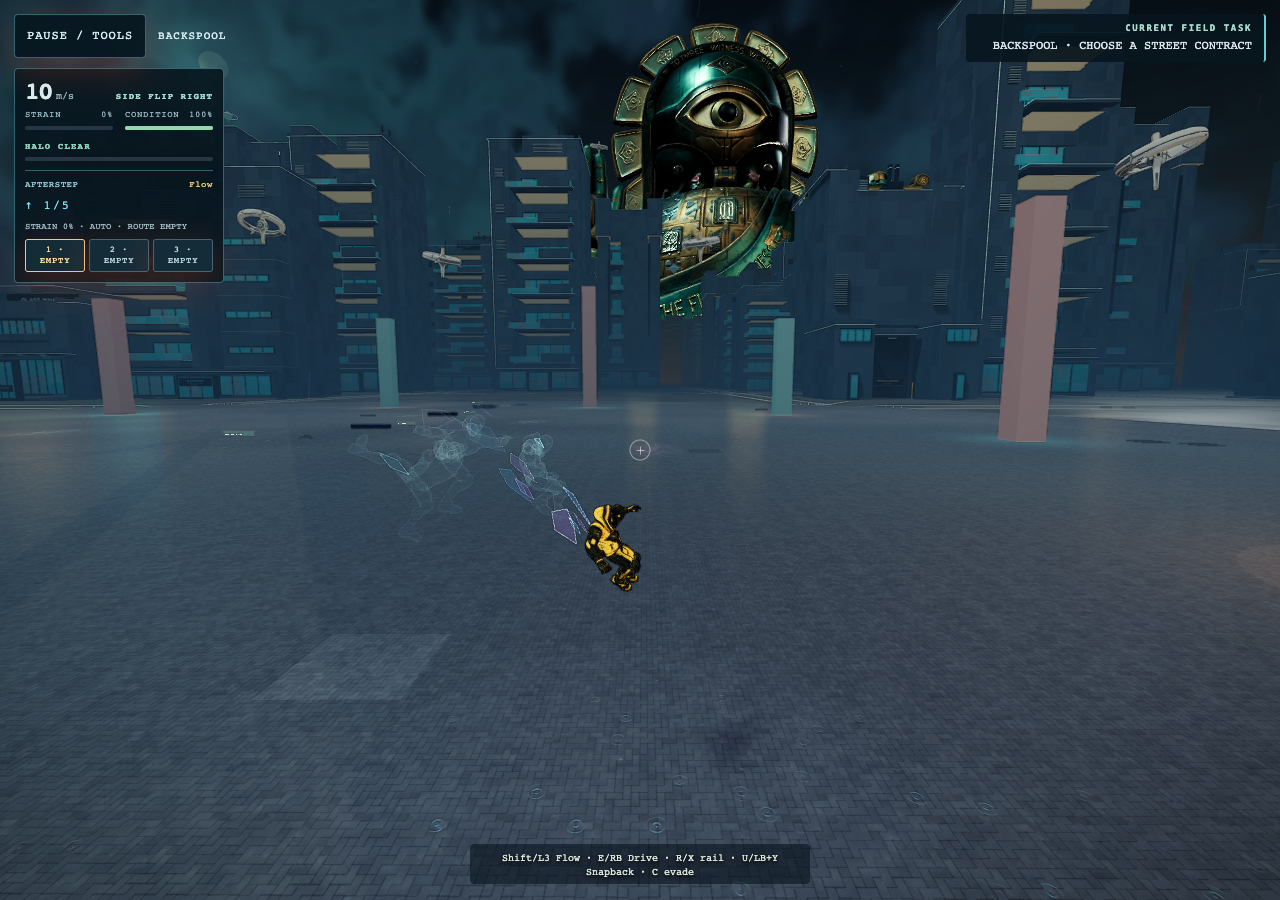 PAUSE / TOOLS
BACKSPOOL
CURRENT FIELD TASK
BACKSPOOL · CHOOSE A STREET CONTRACT
10 m/s
SIDE FLIP RIGHT
STRAIN 0%
CONDITION 100%
HALO CLEAR
AFTERSTEP
Flow
↑ 1/5
STRAIN 0% · AUTO · ROUTE EMPTY
1 ·
EMPTY
2 ·
EMPTY
3 ·
EMPTY
THE
Shift/L3 Flow · E/RB Drive · R/X rail · U/LB+Y
Snapback · C evade